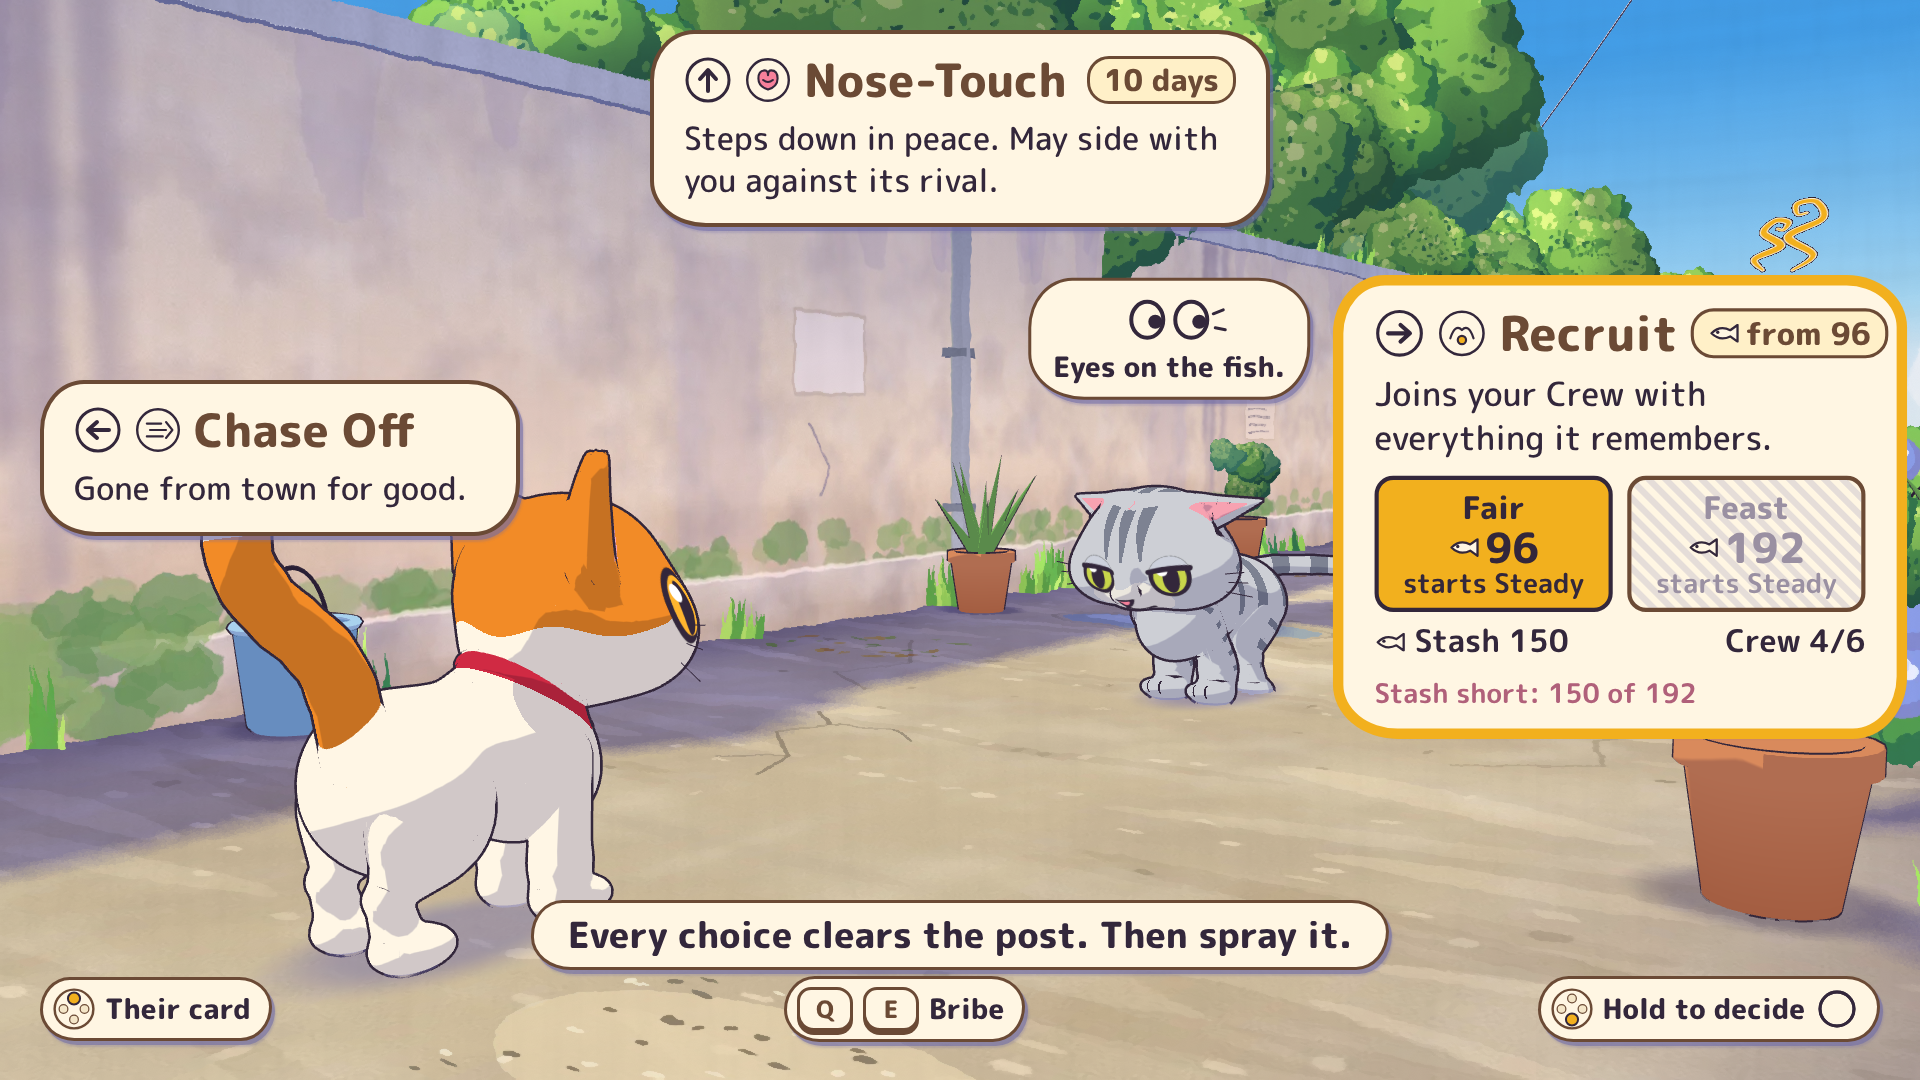 Nose-Touch
10 days
Steps down in peace. May side with
you against its rival.
Eyes on the fish.
Recruit
from 96
Joins your Crew with
everything it remembers.
Fair
96
starts Steady
Feast
192
starts Steady
Stash 150
Crew 4/6
Stash short: 150 of 192
Chase Off
Gone from town for good.
Every choice clears the post. Then spray it.
Their card
Q
E
Bribe
Hold to decide